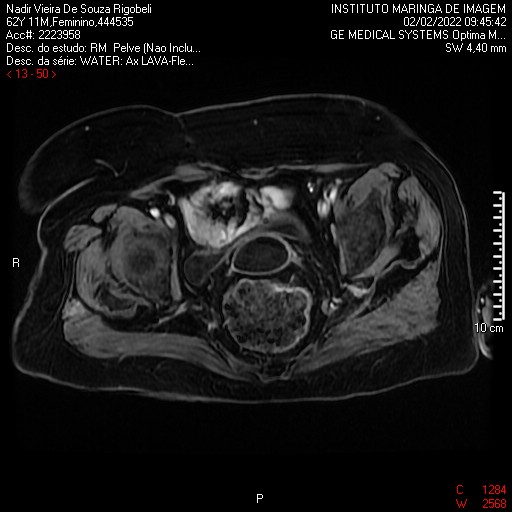 Nadir Vieira De Souza Rigobeli
62Y 11M,Feminino,444535
Acc#: 2223958
Desc. do estudo: RM Pelve (Nao Inclu...
Desc. da série: WATER: Ax LAVA-Fle...
< 13 - 50 >
INSTITUTO MARINGA DE IMAGEM
02/02/2022 09:45:42
GE MEDICAL SYSTEMS Optima M...
SW 4,40 mm
R
10 cm
P
C 1284
W 2568